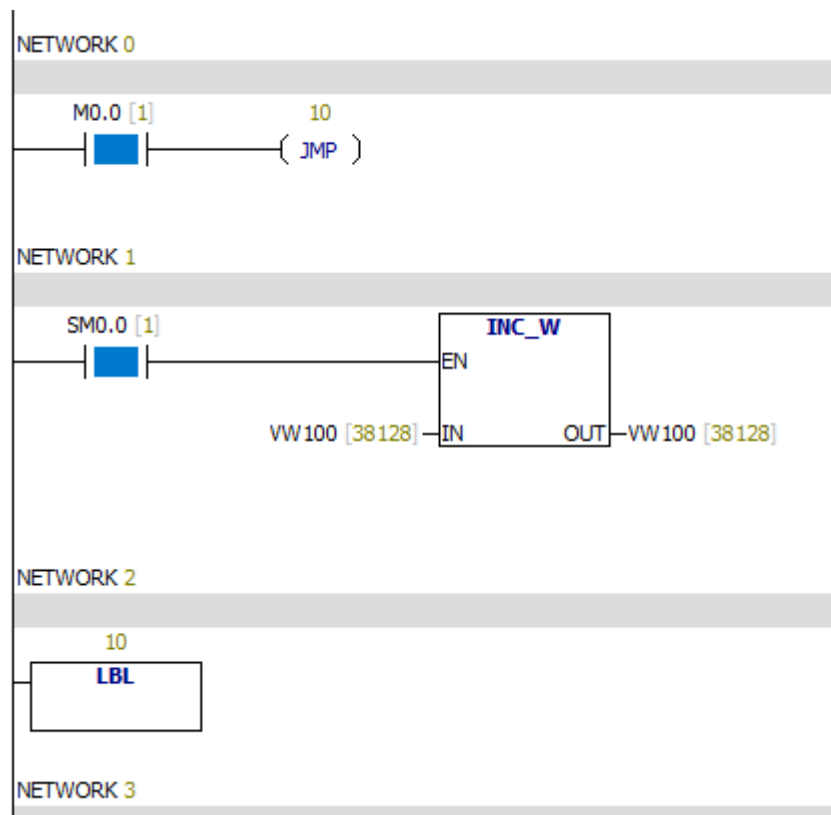 NETWORK 0
M0.0 [1] 10
JMP
NETWORK 1
SM0.0 [1] INC_W
EN
VW100 [38128] IN OUT VW100 [38128]
NETWORK 2
10
LBL
NETWORK 3